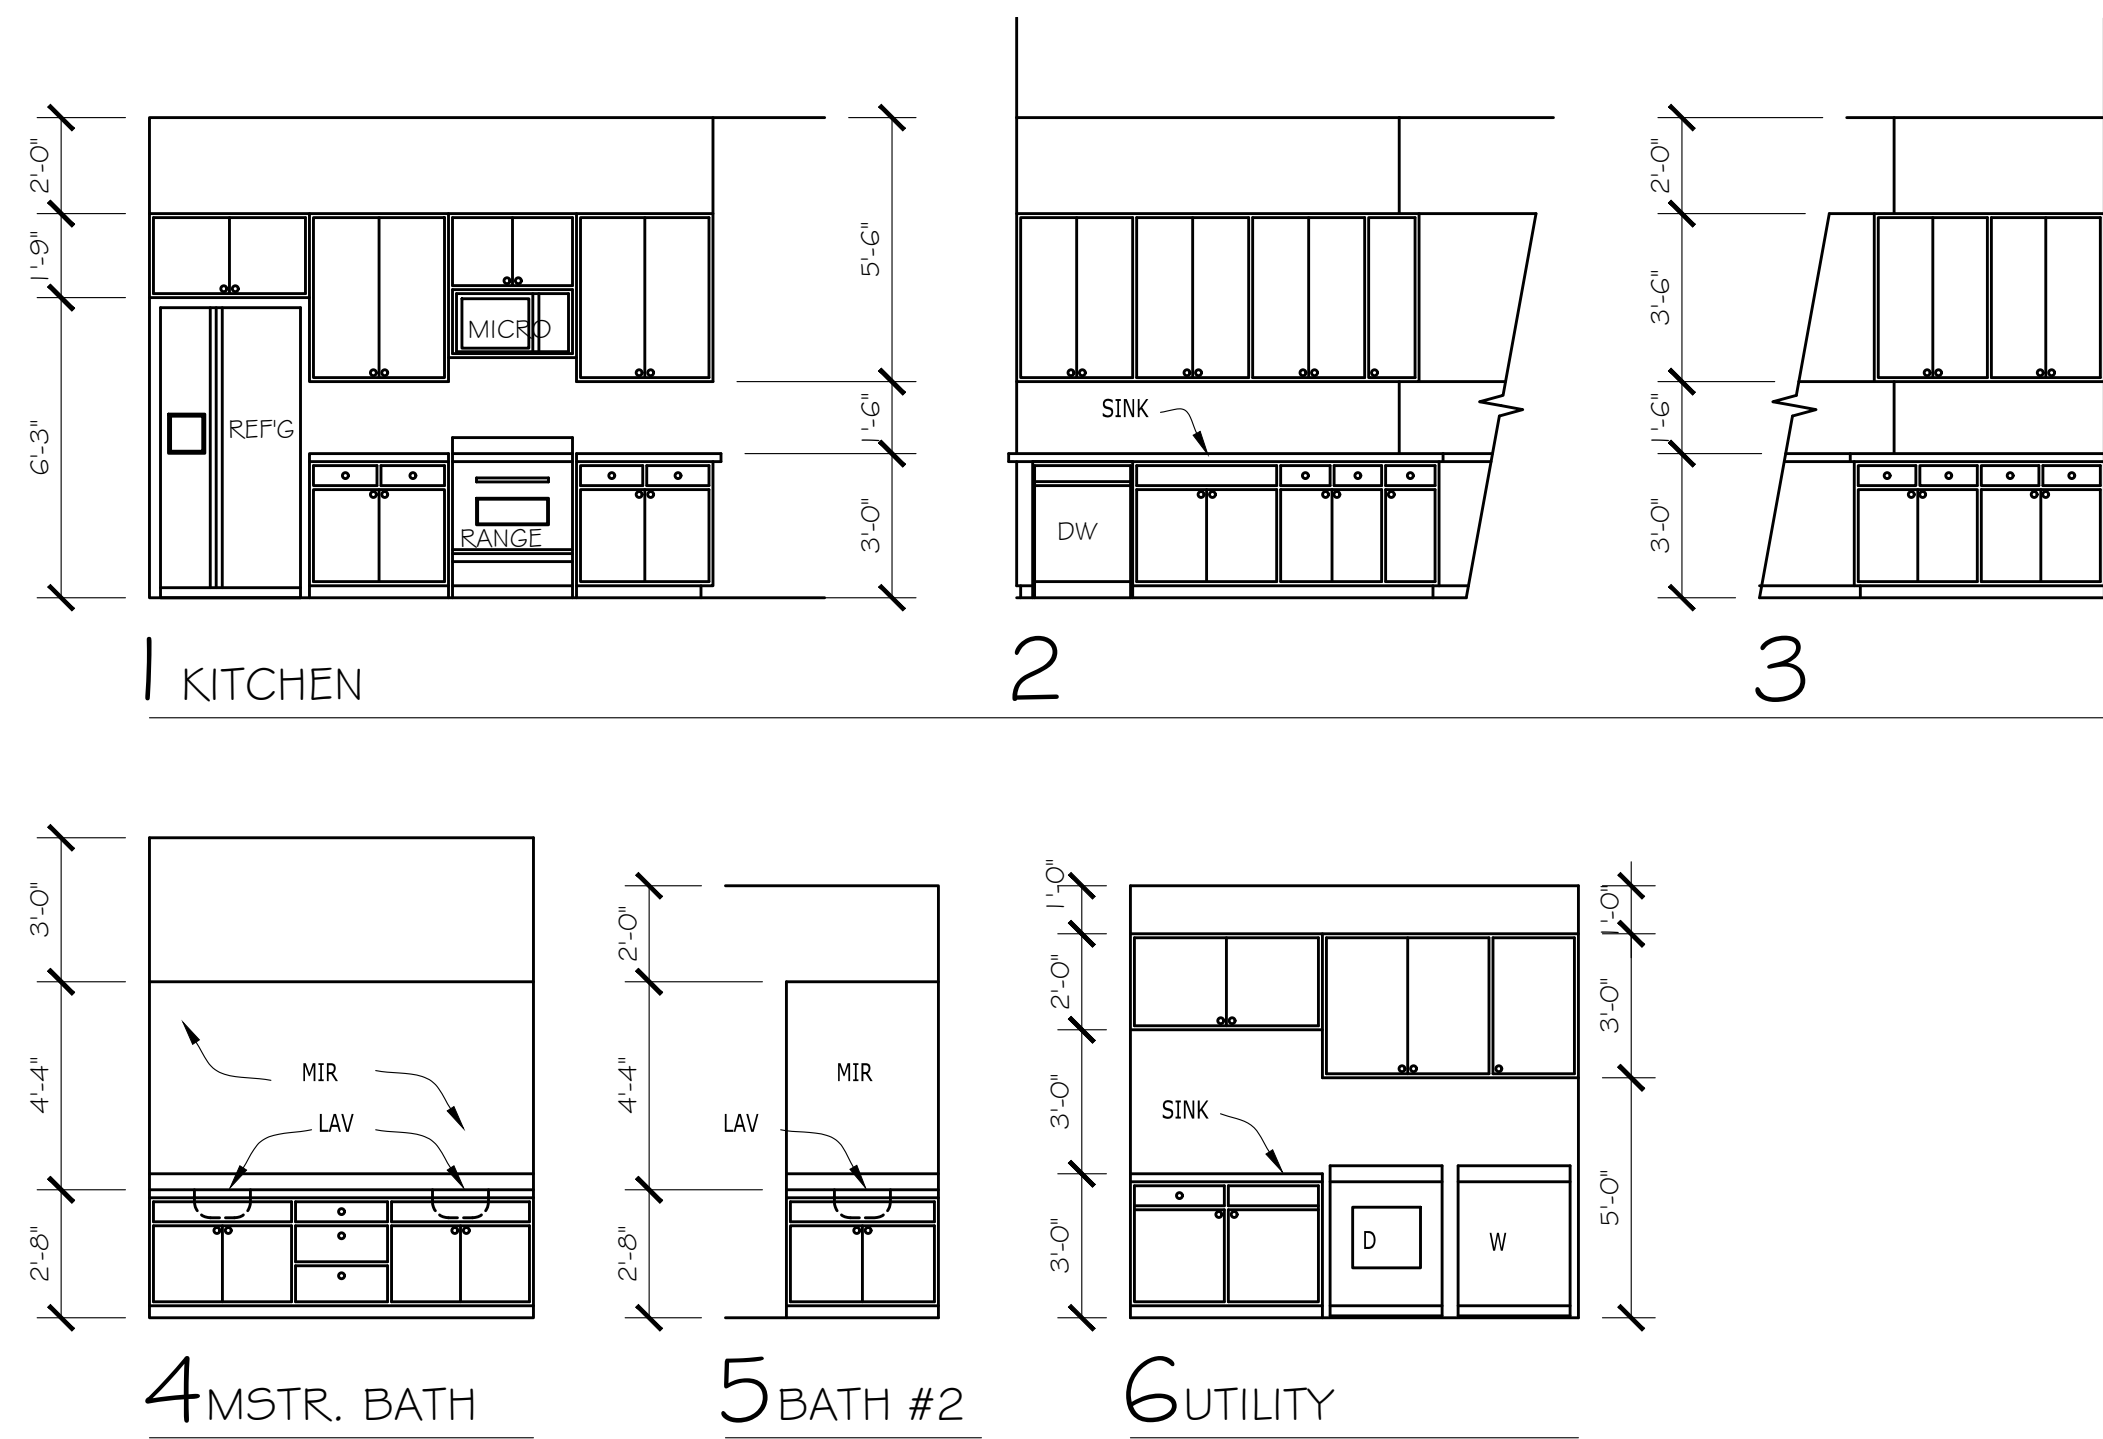 2'-0"
1'-9"
6'-3"
MICRO
REF'G
RANGE
5'-6"
1'-6"
3'-0"
SINK
DW
2'-0"
3'-6"
1'-6"
3'-0"
1 KITCHEN
2
3
3'-0"
4'-4"
2'-8"
MIR
LAV
2'-0"
4'-4"
2'-8"
MIR
LAV
1'-0"
2'-0"
3'-0"
3'-0"
SINK
D
W
1'-0"
3'-0"
5'-0"
4 MSTR. BATH
5 BATH #2
6 UTILITY